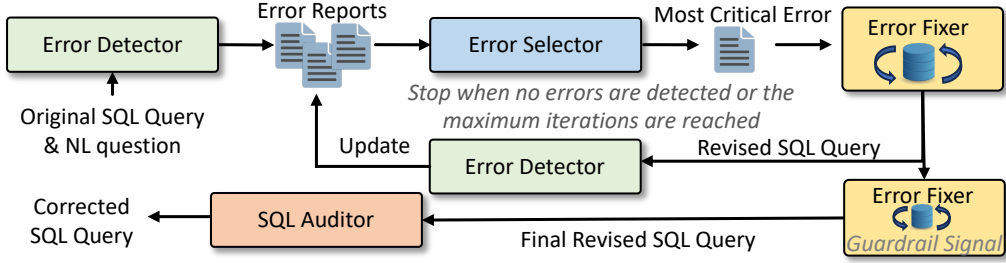 Error Reports
Most Critical Error
Error Detector
Error Selector
Error Fixer
Original SQL Query
& NL question
Stop when no errors are detected or the
maximum iterations are reached
Update
Error Detector
Revised SQL Query
Corrected
SQL Query
SQL Auditor
Final Revised SQL Query
Error Fixer
Guardrail Signal